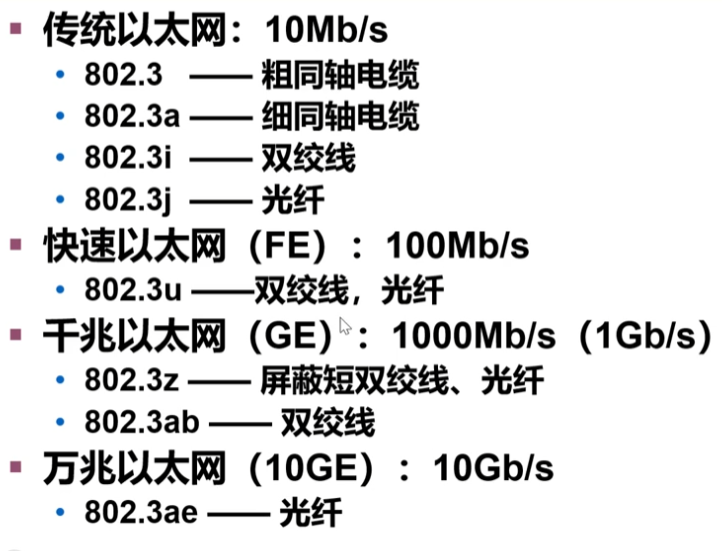 传统以太网：10Mb/s
802.3 —— 粗同轴电缆
802.3a —— 细同轴电缆
802.3i —— 双绞线
802.3j —— 光纤
快速以太网（FE）：100Mb/s
802.3u ——双绞线，光纤
千兆以太网（GE）：1000Mb/s（1Gb/s）
802.3z —— 屏蔽短双绞线、光纤
802.3ab —— 双绞线
万兆以太网（10GE）：10Gb/s
802.3ae —— 光纤